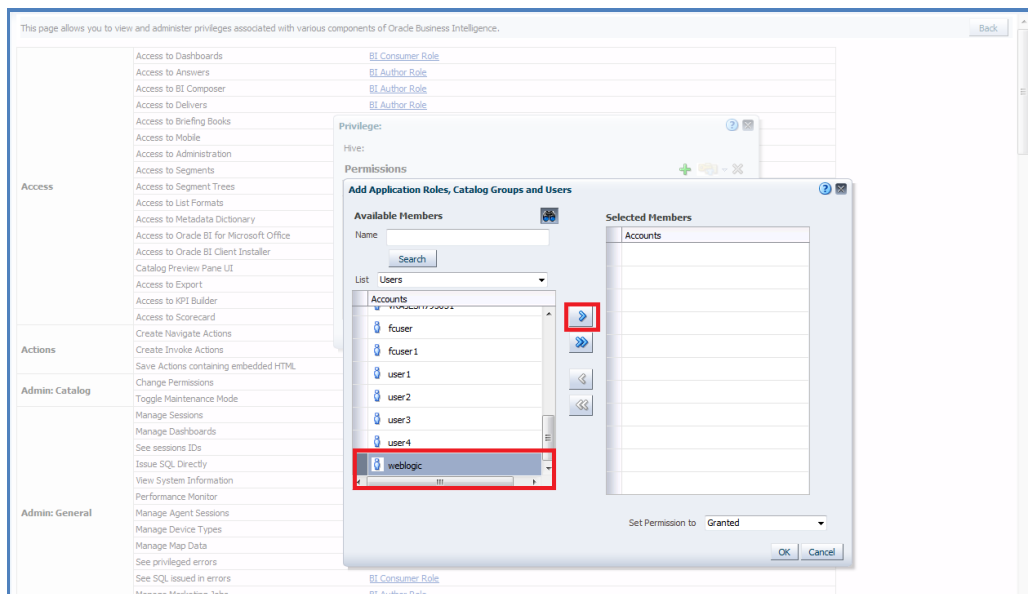 This page allows you to view and administer privileges associated with various components of Oracle Business Intelligence.
Back
Access
Access to Dashboards BI Consumer Role
Access to Answers BI Author Role
Access to BI Composer BI Author Role
Access to Delivers BI Author Role
Access to Briefing Books
Access to Mobile
Access to Administration
Access to Segments
Access to Segment Trees
Access to List Formats
Access to Metadata Dictionary
Access to Oracle BI for Microsoft Office
Access to Oracle BI Client Installer
Catalog Preview Pane UI
Access to Export
Access to KPI Builder
Access to Scorecard
Actions
Create Navigate Actions
Create Invoke Actions
Save Actions containing embedded HTML
Admin: Catalog
Change Permissions
Toggle Maintenance Mode
Admin: General
Manage Sessions
Manage Dashboards
See sessions IDs
Issue SQL Directly
View System Information
Performance Monitor
Manage Agent Sessions
Manage Device Types
Manage Map Data
See privileged errors
See SQL issued in errors BI Consumer Role
Manage Marketing Jobs BI Author Role
Privilege:
Hive:
Permissions
Add Application Roles, Catalog Groups and Users
Available Members
Name
Search
List Users
Accounts
fcuser
fcuser1
user1
user2
user3
user4
weblogic
Selected Members
Accounts
Set Permission to Granted
OK Cancel